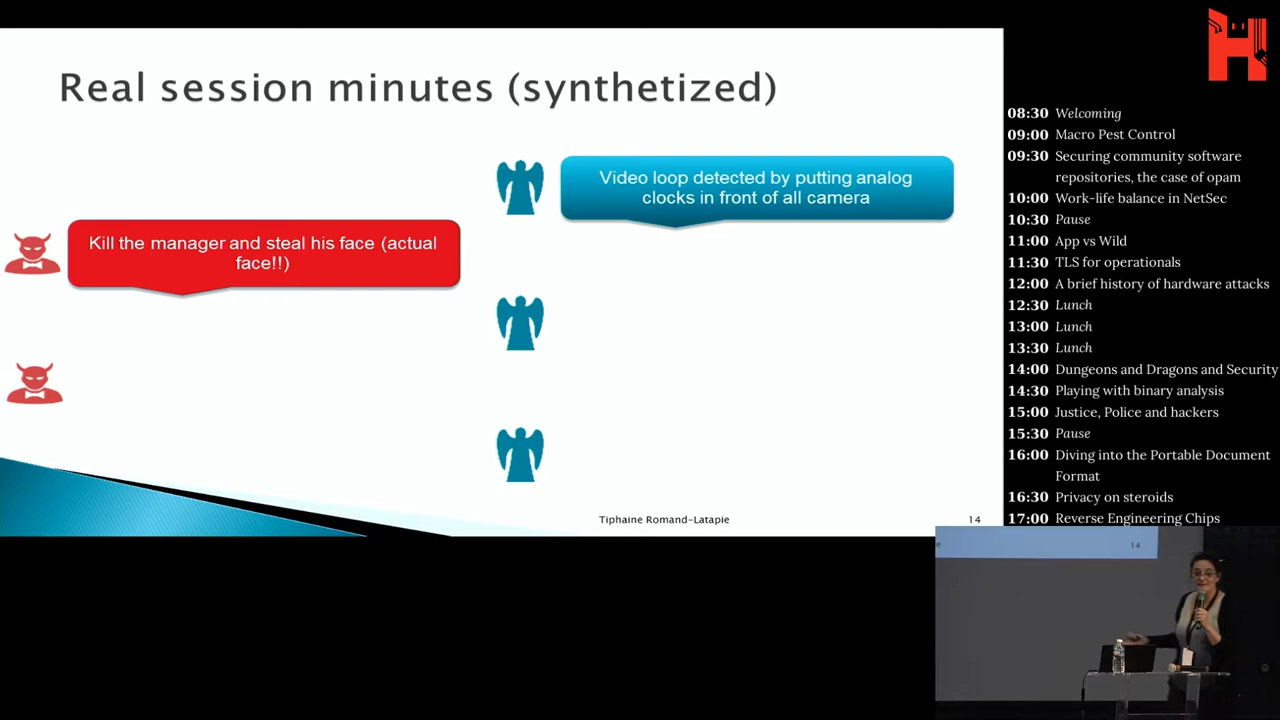 Real session minutes (synthetized)
Video loop detected by putting analog
clocks in front of all camera
Kill the manager and steal his face (actual
face!!)
Tiphaine Romand-Latapie
14
H
08:30 Welcoming
09:00 Macro Pest Control
09:30 Securing community software
repositories, the case of opam
10:00 Work-life balance in NetSec
10:30 Pause
11:00 App vs Wild
11:30 TLS for operationals
12:00 A brief history of hardware attacks
12:30 Lunch
13:00 Lunch
13:30 Lunch
14:00 Dungeons and Dragons and Security
14:30 Playing with binary analysis
15:00 Justice, Police and hackers
15:30 Pause
16:00 Diving into the Portable Document
Format
16:30 Privacy on steroids
17:00 Reverse Engineering Chips
e 14